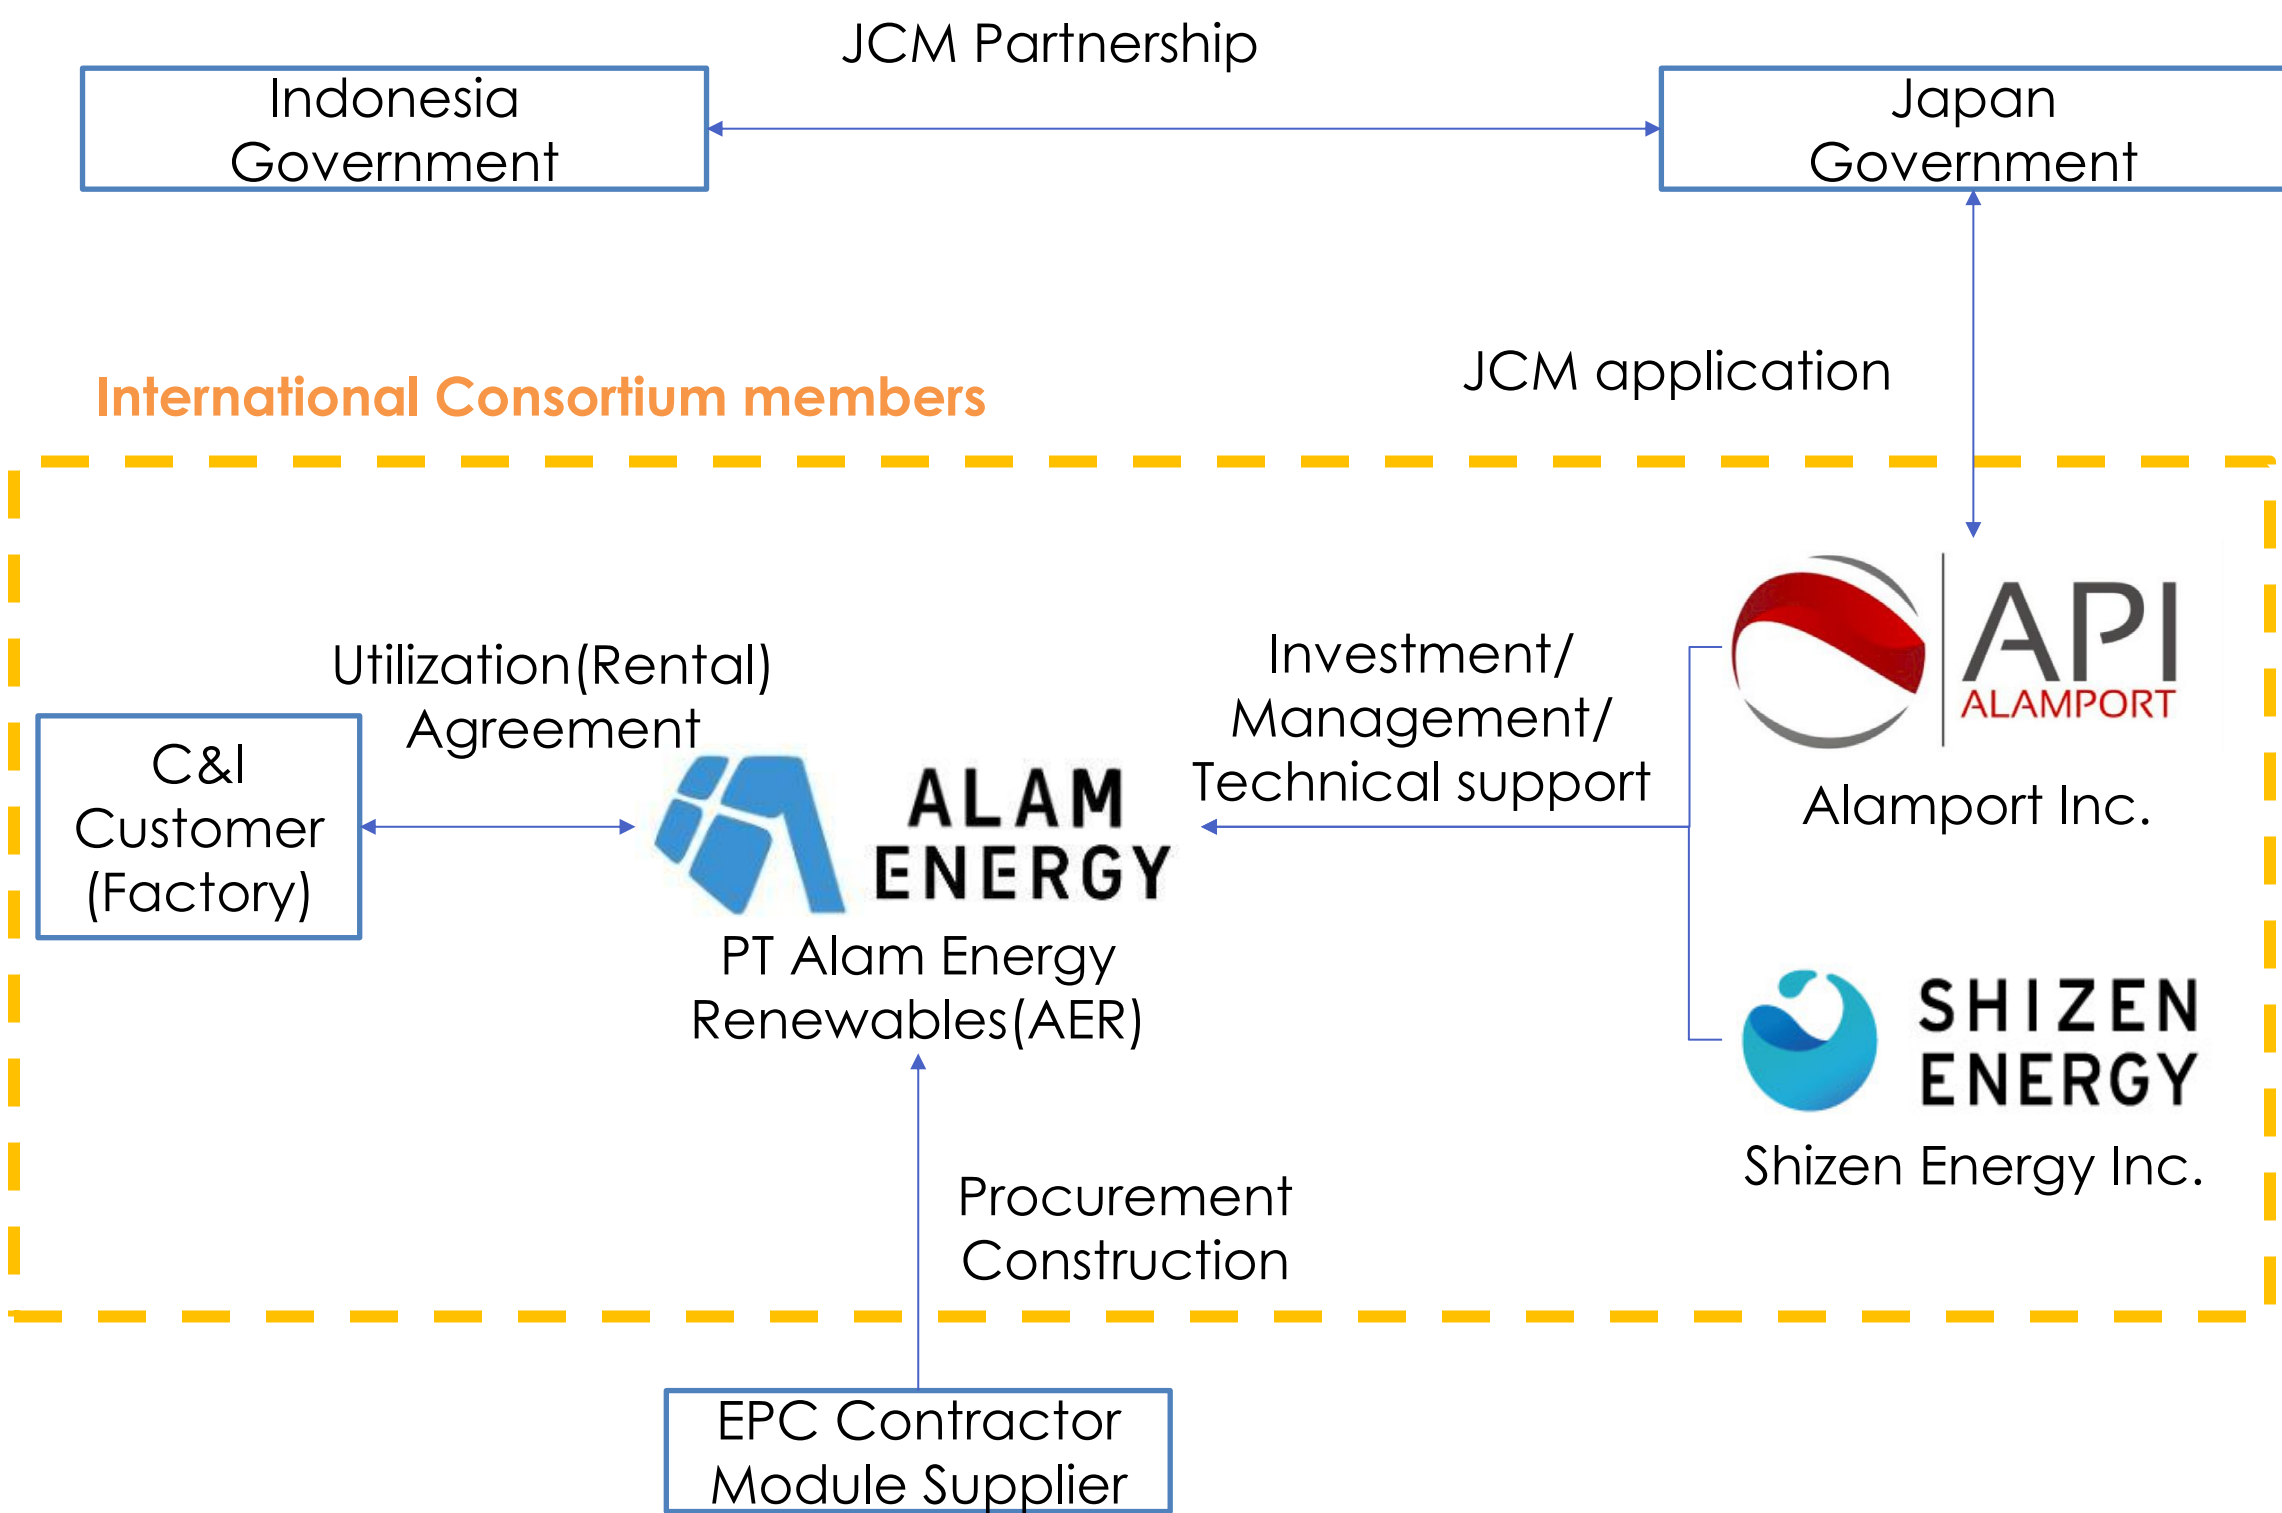 JCM Partnership
Indonesia
Government
Japan
Government
JCM application
International Consortium members
API
ALAMPORT
Alamport Inc.
Investment/
Management/
Technical support
Utilization(Rental)
Agreement
C&I
Customer
(Factory)
ALAM
ENERGY
PT Alam Energy
Renewables(AER)
SHIZEN
ENERGY
Shizen Energy Inc.
Procurement
Construction
EPC Contractor
Module Supplier